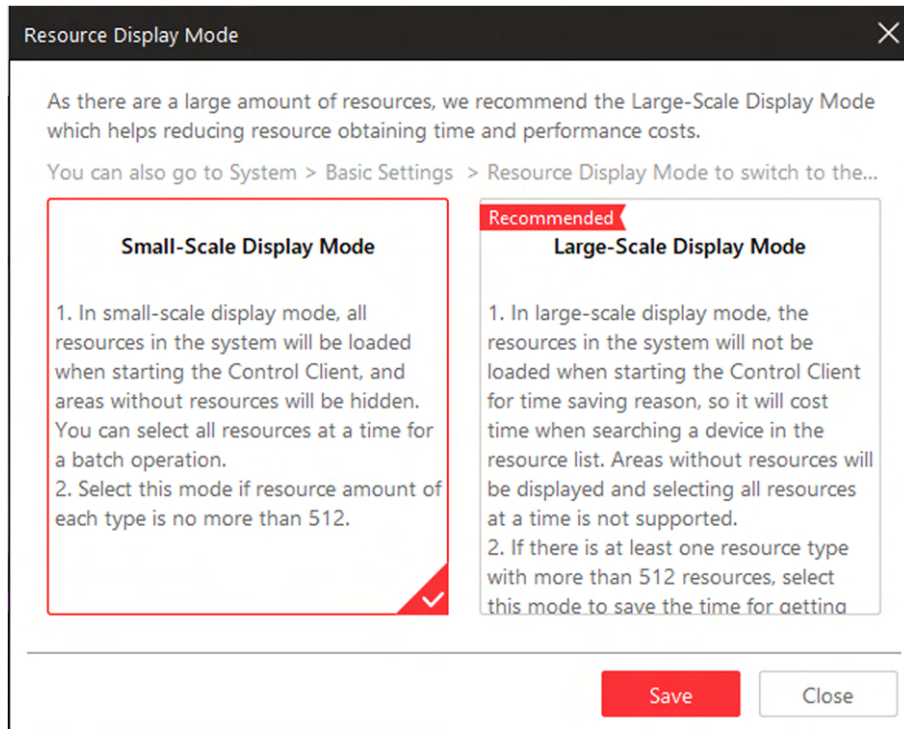 Resource Display Mode
As there are a large amount of resources, we recommend the Large-Scale Display Mode
which helps reducing resource obtaining time and performance costs.
You can also go to System > Basic Settings > Resource Display Mode to switch to the...
Small-Scale Display Mode
1. In small-scale display mode, all
resources in the system will be loaded
when starting the Control Client, and
areas without resources will be hidden.
You can select all resources at a time for
a batch operation.
2. Select this mode if resource amount of
each type is no more than 512.
Recommended
Large-Scale Display Mode
1. In large-scale display mode, the
resources in the system will not be
loaded when starting the Control Client
for time saving reason, so it will cost
time when searching a device in the
resource list. Areas without resources will
be displayed and selecting all resources
at a time is not supported.
2. If there is at least one resource type
with more than 512 resources, select
this mode to save the time for getting
Save
Close